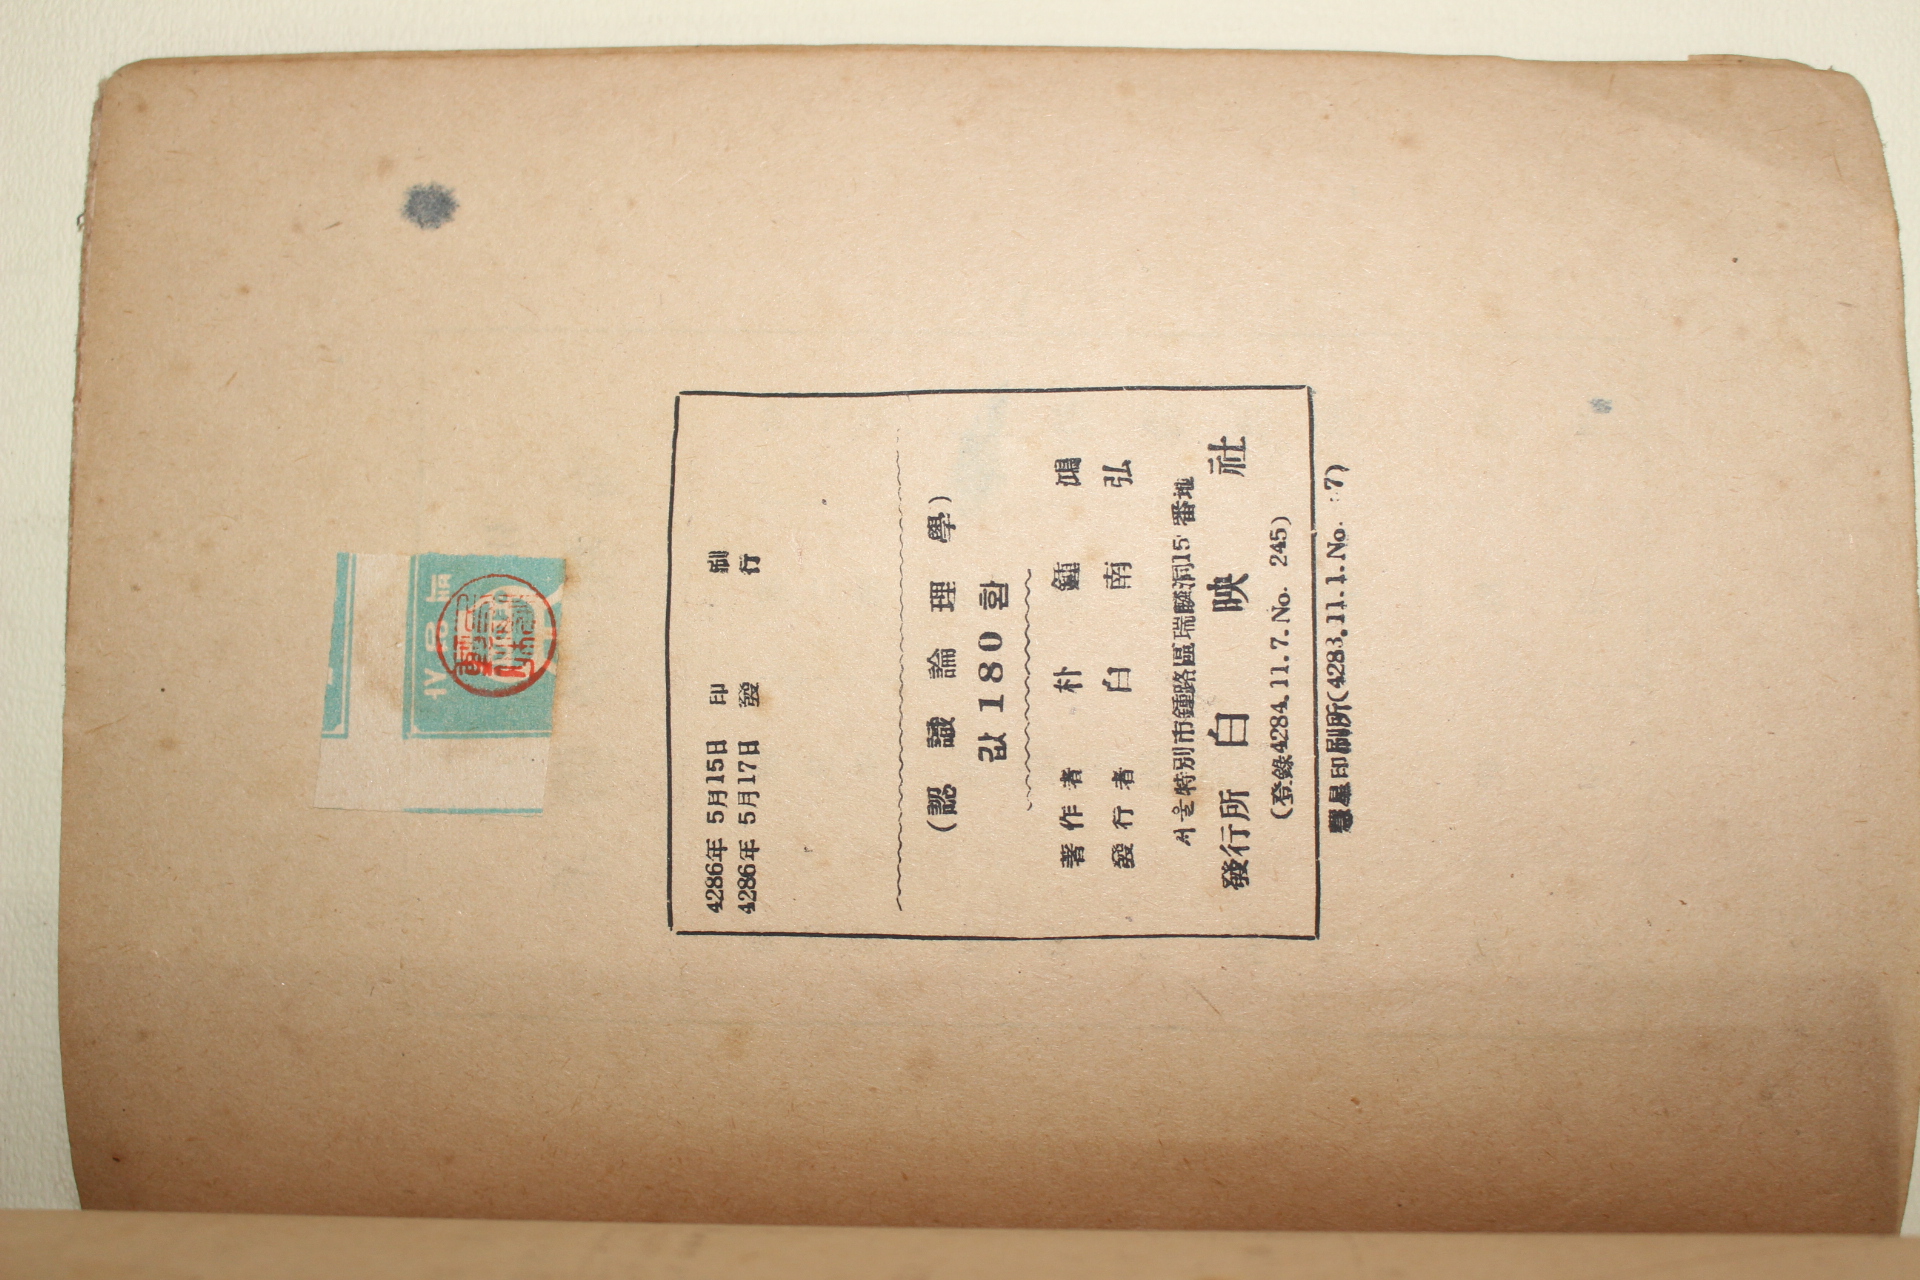 4286年 5月15日 印 刷
4286年 5月17日 發 行
(認 識 論 理 學)
값 180 환
著 作 者 朴 鍾 鴻
發 行 者 白 南 弘
서울特別市鍾路區瑞麟洞15番地
發行所 白 映 社
(登錄4284.11.7.No. 245)
慧星印刷所(4283.11.1.No. 7)